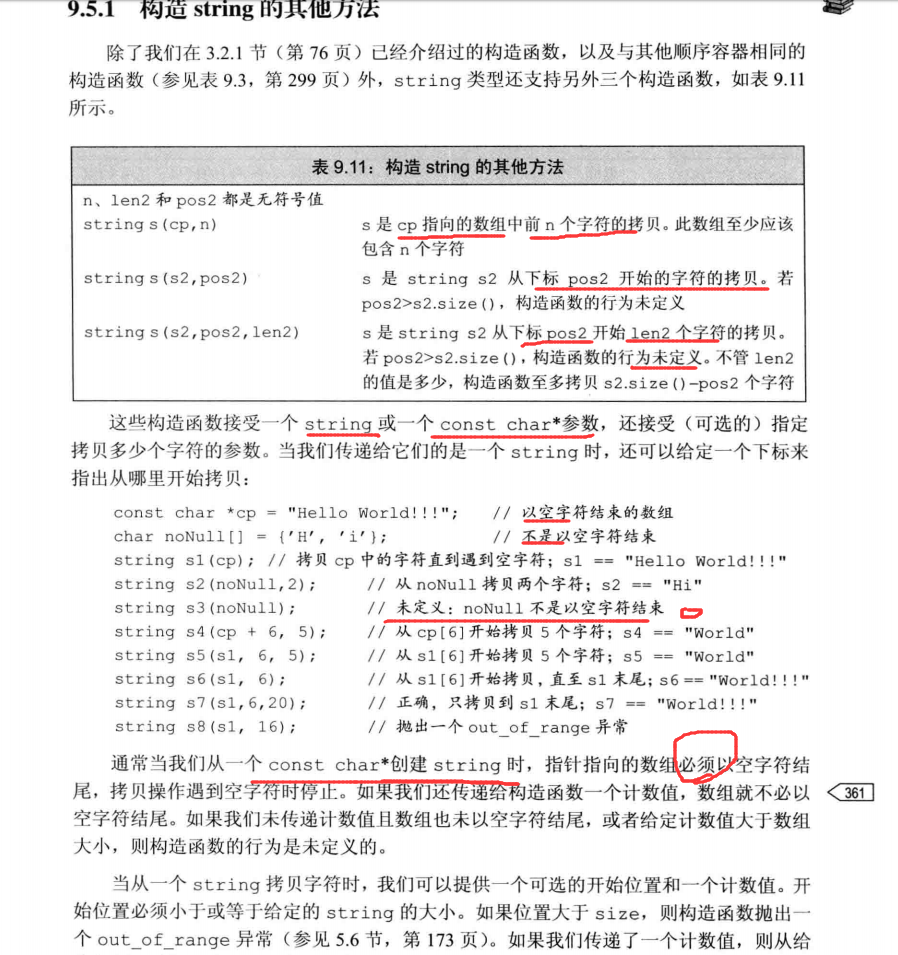 9.5.1 构造 string 的其他方法
除了我们在 3.2.1 节（第 76 页）已经介绍过的构造函数，以及与其他顺序容器相同的
构造函数（参见表 9.3，第 299 页）外，string 类型还支持另外三个构造函数，如表 9.11
所示。
表 9.11：构造 string 的其他方法
n、len2 和 pos2 都是无符号值
string s(cp,n) s 是 cp 指向的数组中前 n 个字符的拷贝。此数组至少应该
包含 n 个字符
string s(s2,pos2) s 是 string s2 从下标 pos2 开始的字符的拷贝。若
pos2>s2.size()，构造函数的行为未定义
string s(s2,pos2,len2) s 是 string s2 从下标 pos2 开始 len2 个字符的拷贝。
若 pos2>s2.size()，构造函数的行为未定义。不管 len2
的值是多少，构造函数至多拷贝 s2.size()-pos2 个字符
这些构造函数接受一个 string 或一个 const char*参数，还接受（可选的）指定
拷贝多少个字符的参数。当我们传递给它们的是一个 string 时，还可以给定一个下标来
指出从哪里开始拷贝：
const char *cp = "Hello World!!!"; // 以空字符结束的数组
char noNull[] = {'H', 'i'}; // 不是以空字符结束
string s1(cp); // 拷贝 cp 中的字符直到遇到空字符；s1 == "Hello World!!!"
string s2(noNull,2); // 从 noNull 拷贝两个字符；s2 == "Hi"
string s3(noNull); // 未定义：noNull 不是以空字符结束
string s4(cp + 6, 5); // 从 cp[6]开始拷贝 5 个字符；s4 == "World"
string s5(s1, 6, 5); // 从 s1[6]开始拷贝 5 个字符；s5 == "World"
string s6(s1, 6); // 从 s1[6]开始拷贝，直至 s1 末尾；s6 == "World!!!"
string s7(s1,6,20); // 正确，只拷贝到 s1 末尾；s7 == "World!!!"
string s8(s1, 16); // 抛出一个 out_of_range 异常
通常当我们从一个 const char*创建 string 时，指针指向的数组必须以空字符结
尾，拷贝操作遇到空字符时停止。如果我们还传递给构造函数一个计数值，数组就不必以
361
空字符结尾。如果我们未传递计数值且数组也未以空字符结尾，或者给定计数值大于数组
大小，则构造函数的行为是未定义的。
当从一个 string 拷贝字符时，我们可以提供一个可选的开始位置和一个计数值。开
始位置必须小于或等于给定的 string 的大小。如果位置大于 size，则构造函数抛出一
个 out_of_range 异常（参见 5.6 节，第 173 页）。如果我们传递了一个计数值，则从给